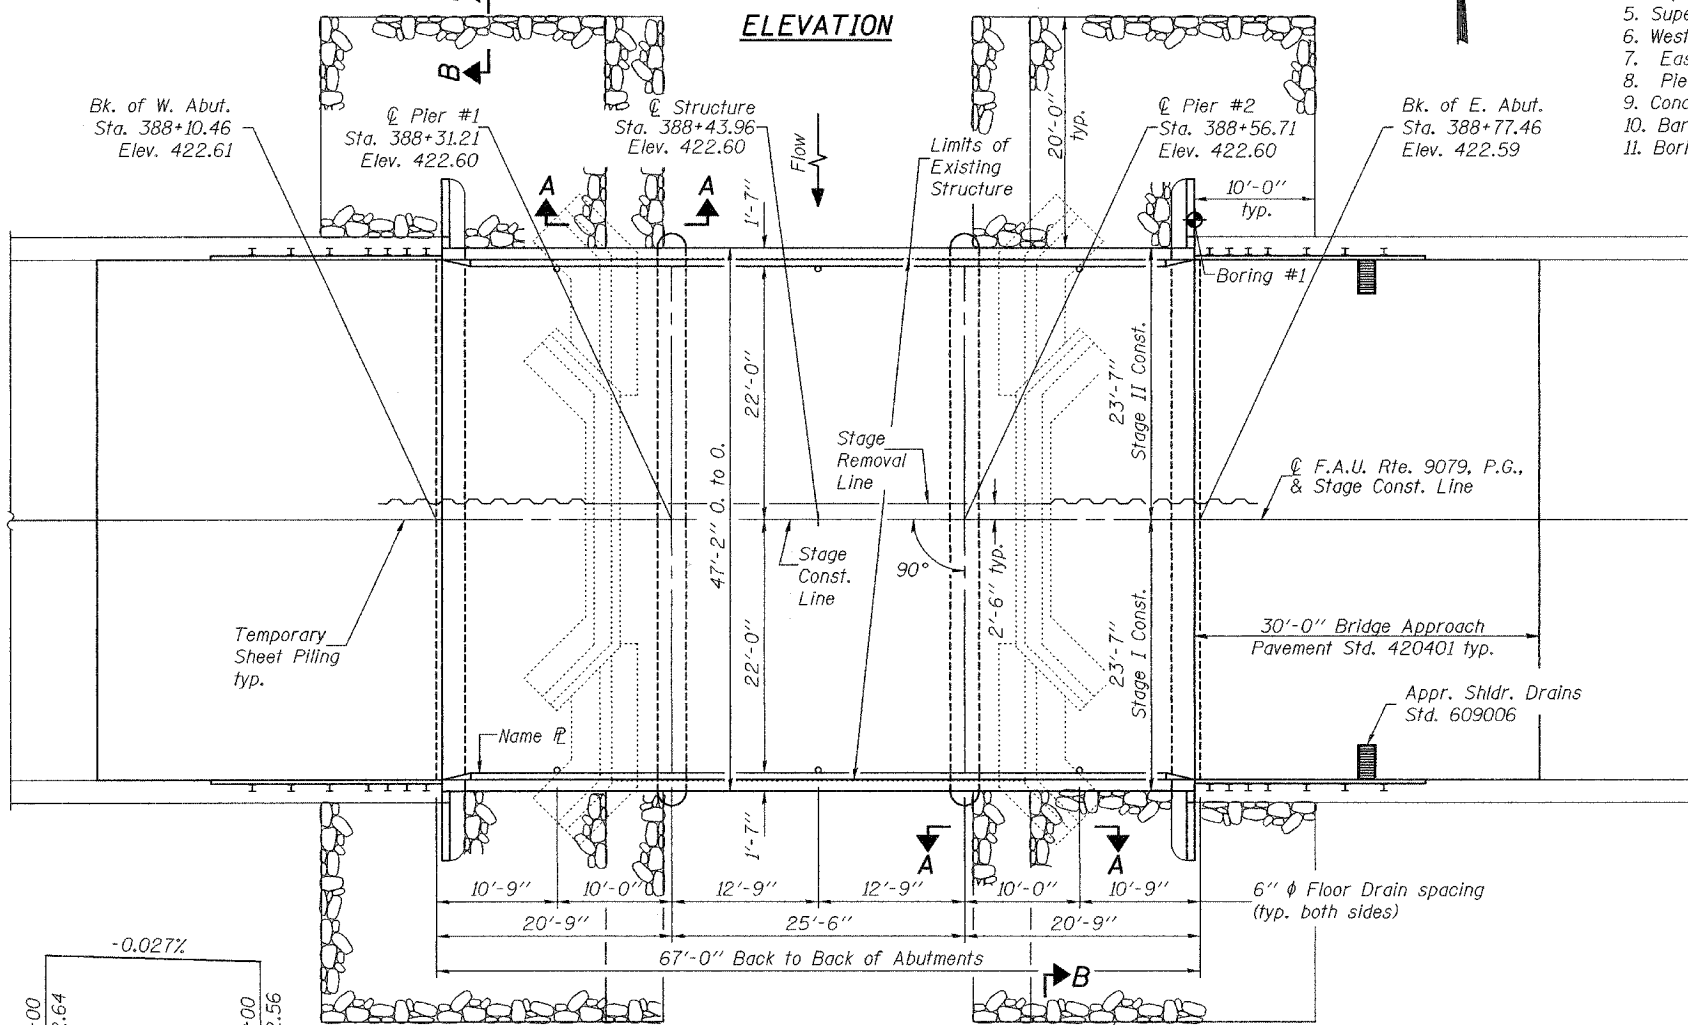 ELEVATION
B
5. Supe
6. West
7. Eas
8. Pie
9. Conc
10. Bar
11. Bori
Bk. of W. Abut.
Sta. 388+10.46
Elev. 422.61
℄ Pier #1
Sta. 388+31.21
Elev. 422.60
℄ Structure
Sta. 388+43.96
Elev. 422.60
Flow
Limits of
Existing
Structure
20'-0"
typ.
℄ Pier #2
Sta. 388+56.71
Elev. 422.60
Bk. of E. Abut.
Sta. 388+77.46
Elev. 422.59
10'-0"
typ.
A
A
1'-7"
Boring #1
22'-0"
47'-2" O. to O.
Stage
Removal
Line
23'-7"
Stage II Const.
℄ F.A.U. Rte. 9079, P.G.,
& Stage Const. Line
Stage
Const.
Line
90°
2'-6" typ.
Temporary
Sheet Piling
typ.
22'-0"
23'-7"
Stage I Const.
30'-0" Bridge Approach
Pavement Std. 420401 typ.
Appr. Shldr. Drains
Std. 609006
Name ℄
1'-7"
A
A
10'-9"
10'-0"
12'-9"
12'-9"
10'-0"
10'-9"
6" ϕ Floor Drain spacing
(typ. both sides)
20'-9"
25'-6"
20'-9"
67'-0" Back to Back of Abutments
B
-0.027%
+00
2.64
+00
2.56